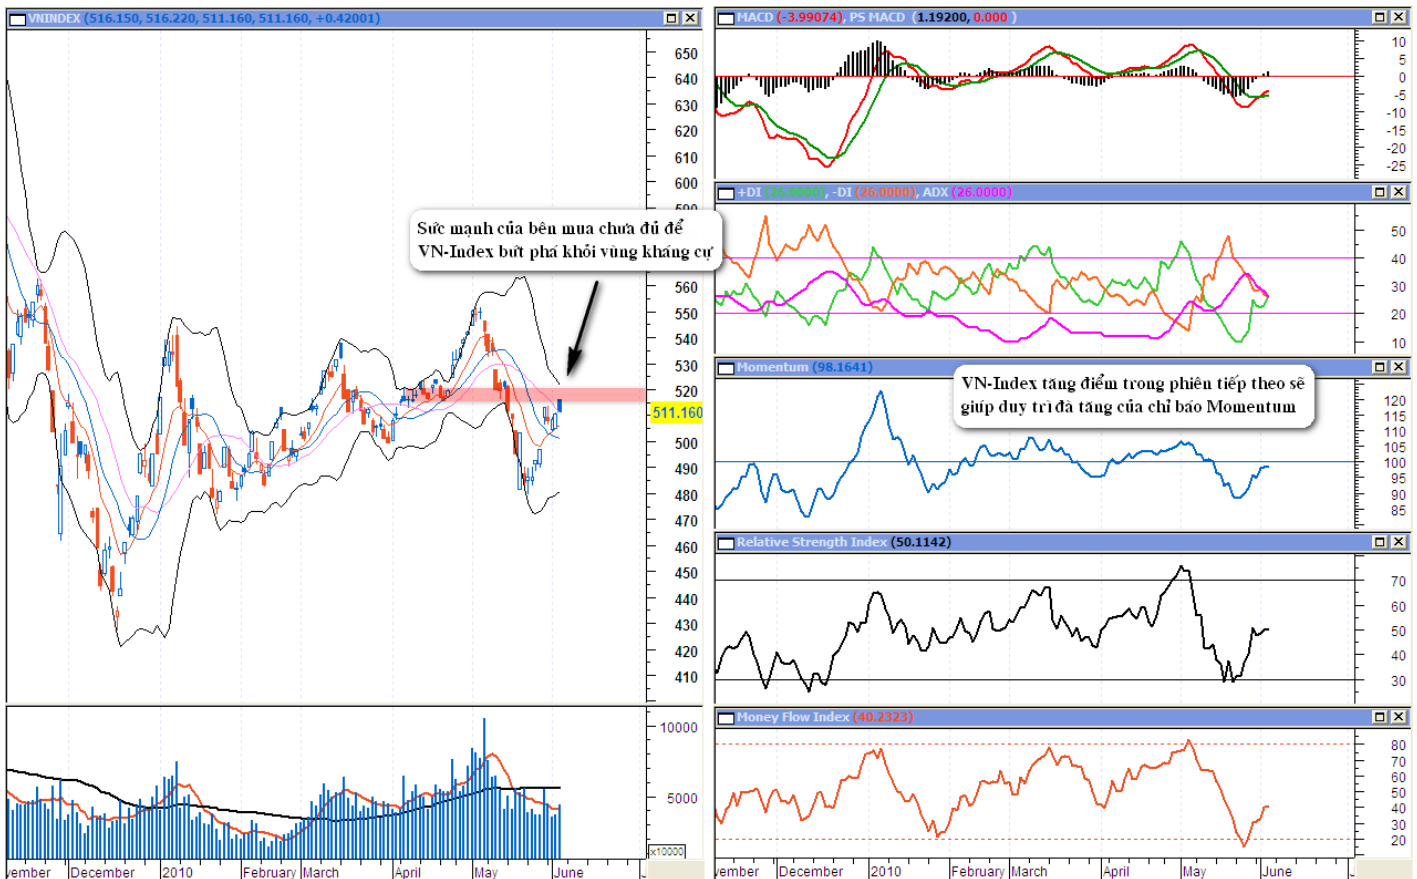 VNINDEX (516.150, 516.220, 511.160, 511.160, +0.42001)
650
640
630
620
610
600
590
Sức mạnh của bên mua chưa đủ để
VN-Index bứt phá khỏi vùng kháng cự
560
550
540
530
520
511.160
500
490
480
470
460
450
440
430
420
410
10000
5000
x10000
vember
December
2010
February
March
April
May
June
MACD (-3.99074), PS MACD (1.19200, 0.000 )
10
5
0
-5
-10
-15
-20
-25
+DI (26.0000), -DI (26.0000), ADX (26.0000)
50
40
30
20
10
Momentum (98.1641)
VN-Index tăng điểm trong phiên tiếp theo sẽ
giúp duy trì đà tăng của chỉ báo Momentum
120
115
110
105
100
95
90
85
Relative Strength Index (50.1142)
70
60
50
40
30
Money Flow Index (40.2323)
80
70
60
50
40
30
20
vember
December
2010
February
March
April
May
June